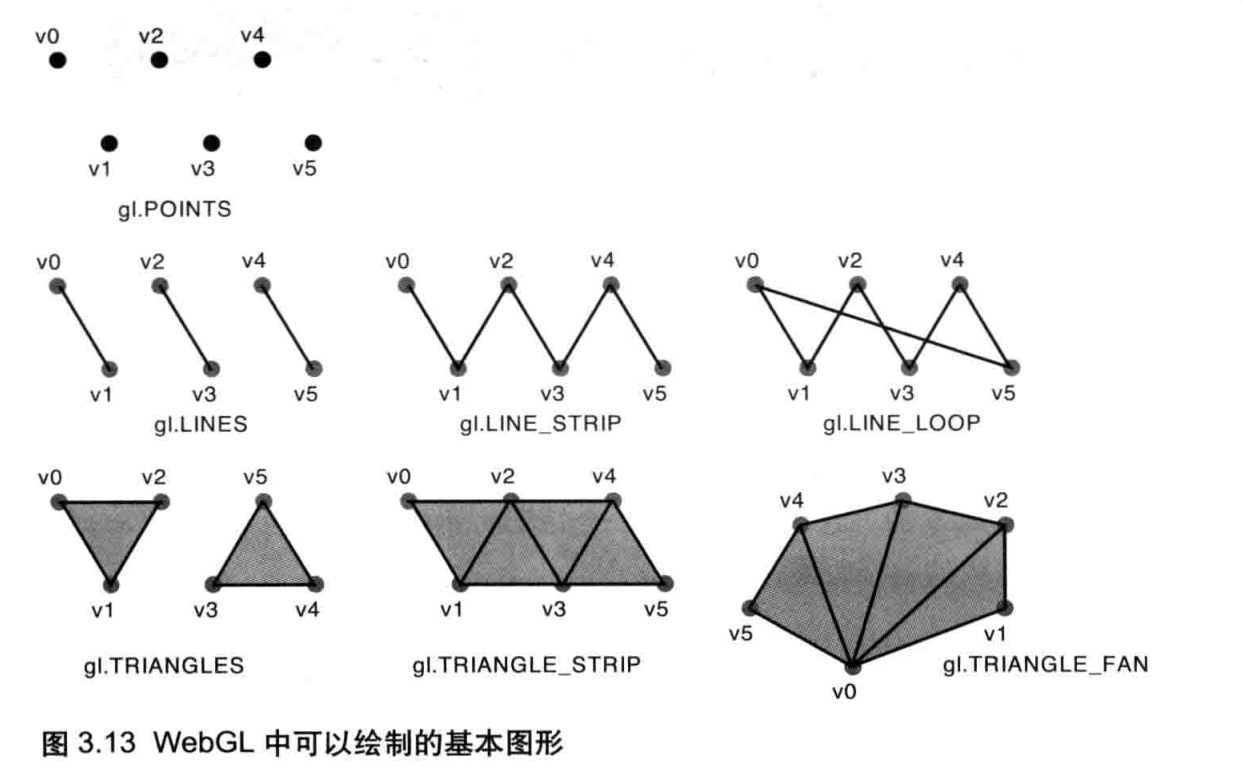 v0 v2 v4
v1 v3 v5
gl.POINTS
v0 v2 v4 v0 v2 v4 v0 v2 v4
v1 v3 v5 v1 v3 v5 v1 v3 v5
gl.LINES gl.LINE_STRIP gl.LINE_LOOP
v0 v2 v5 v0 v2 v4 v4 v3 v2
v1 v3 v4 v1 v3 v5 v5 v1
gl.TRIANGLES gl.TRIANGLE_STRIP gl.TRIANGLE_FAN
v0
图 3.13 WebGL 中可以绘制的基本图形